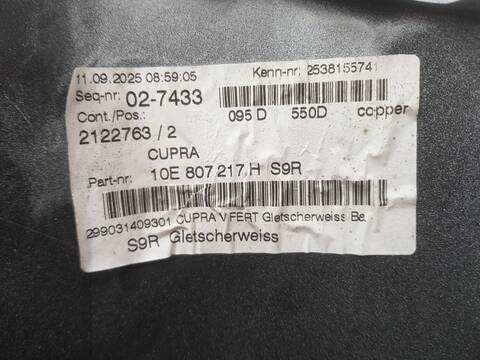 11.09.2025 08:59:05 Kenn-nr: 2538155741
Seq-nr: 02-7433
Cont./Pos.: 095 D 550D copper
2122763 / 2
CUPRA
Part-nr: 10E 807 217 H S9R
299031409301 CUPRA V FERT Gletscherweiss Be
S9R Gletscherweiss